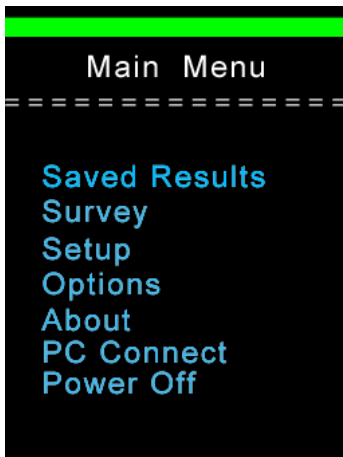 Main Menu
================
Saved Results
Survey
Setup
Options
About
PC Connect
Power Off